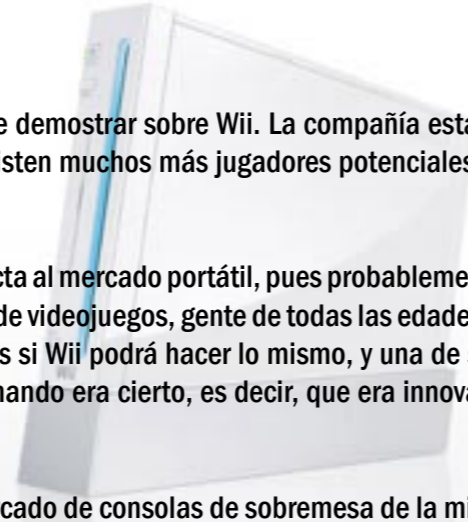 e demostrar sobre Wii. La compañía está
isten muchos más jugadores potenciales
cta al mercado portátil, pues probableme
de videojuegos, gente de todas las edade
s si Wii podrá hacer lo mismo, y una de
nando era cierto, es decir, que era innova
rcado de consolas de sobremesa de la mi